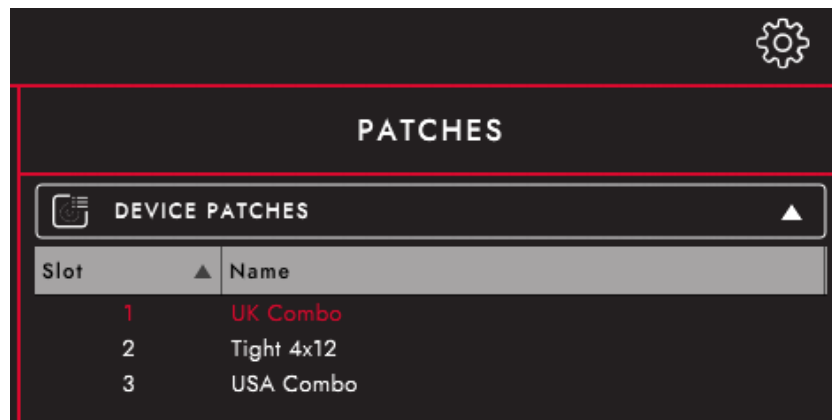 PATCHES
DEVICE PATCHES
Slot Name
1 UK Combo
2 Tight 4x12
3 USA Combo